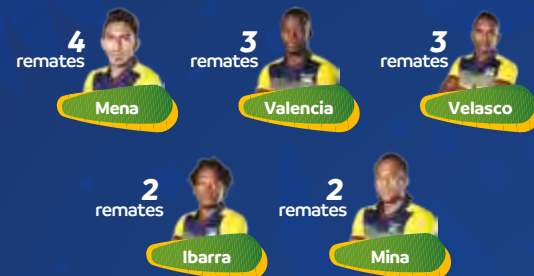 4
remates
Mena
3
remates
Valencia
3
remates
Velasco
2
remates
Ibarra
2
remates
Mina